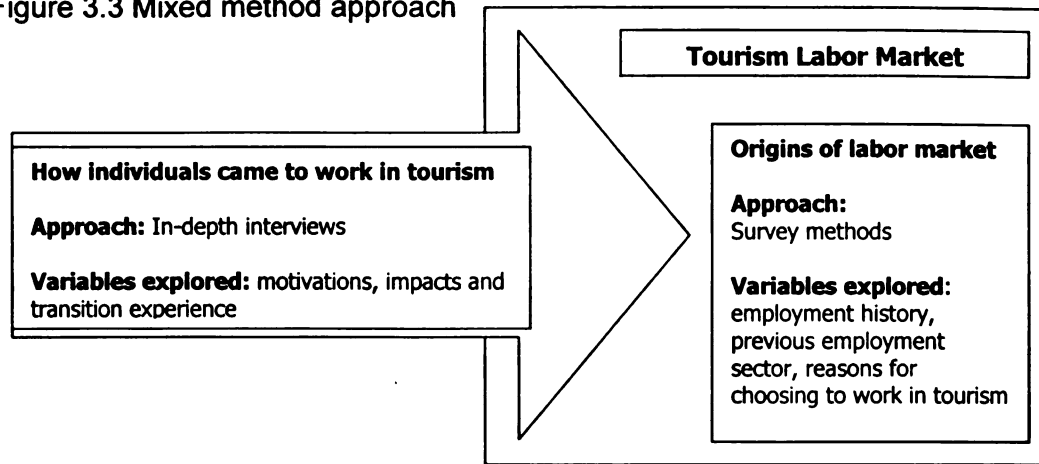 Figure 3.3 Mixed method approach
Tourism Labor Market
How individuals came to work in tourism
Approach: In-depth interviews
Variables explored: motivations, impacts and
transition experience
Origins of labor market
Approach:
Survey methods
Variables explored:
employment history,
previous employment
sector, reasons for
choosing to work in tourism